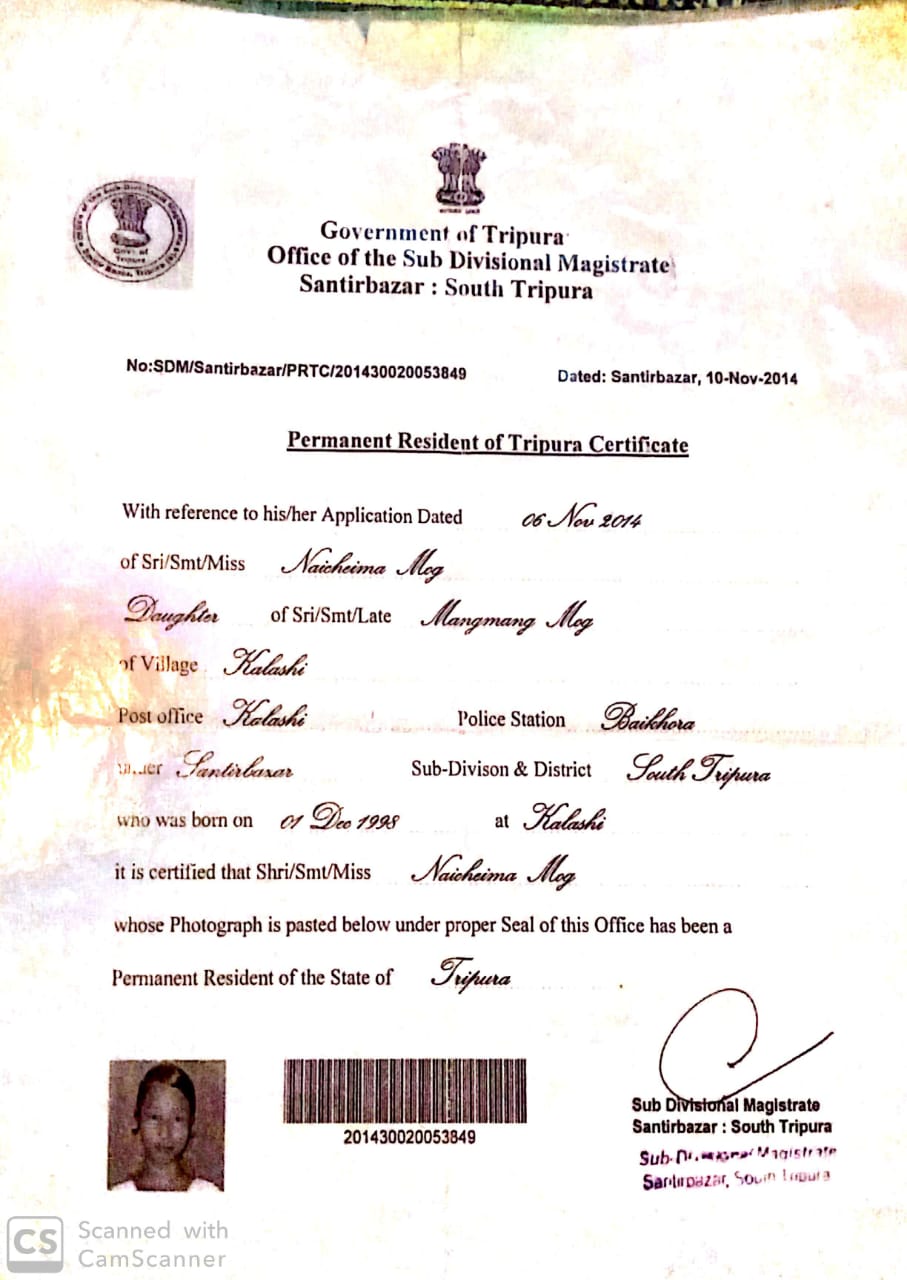 Government of Tripura
Office of the Sub Divisional Magistrate
Santirbazar : South Tripura
Govt of
Tripura
No:SDM/Santirbazar/PRTC/201430020053849
Dated: Santirbazar, 10-Nov-2014
Permanent Resident of Tripura Certificate
With reference to his/her Application Dated 06 Nov 2014
of Sri/Smt/Miss Naicheima Mog
Daughter of Sri/Smt/Late Mangmang Mog
of Village Kalashi
Post office Kalashi Police Station Baikhora
Santirbazar Sub-Divison & District South Tripura
who was born on 01 Dec 1998 at Kalashi
it is certified that Shri/Smt/Miss Naicheima Mog
whose Photograph is pasted below under proper Seal of this Office has been a
Permanent Resident of the State of Tripura
201430020053849
Sub Divisional Magistrate
Santirbazar : South Tripura
Sub-Divisional Magistrate
Santirbazar, South Tripura
CS Scanned with
CamScanner